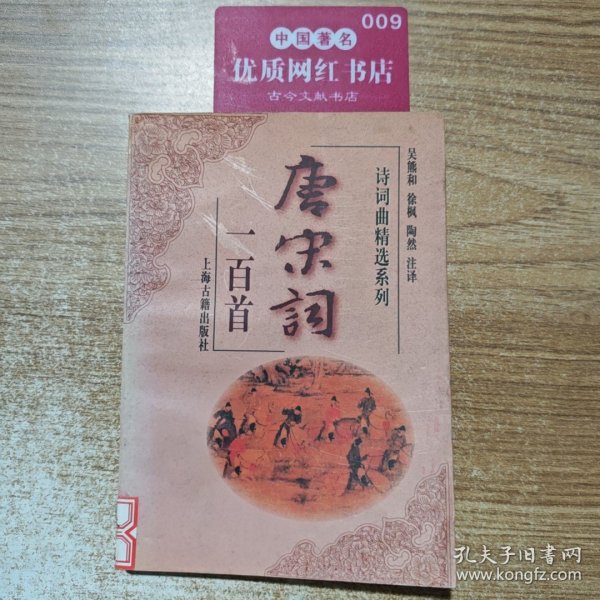 009
中国著名
优质网红书店
古今文献书店
吴熊和 徐枫 陶然 注译
诗词曲精选系列
唐宋詞
一百首
上海古籍出版社
孔夫子旧书网
www.kongfz.com